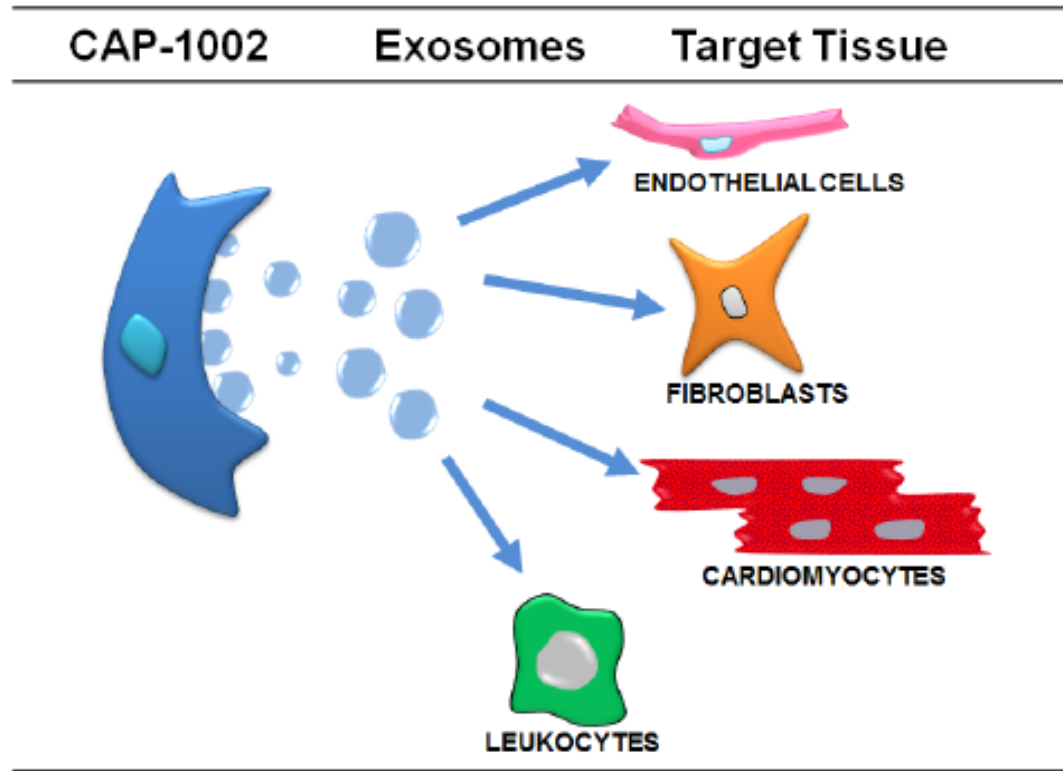 CAP-1002 Exosomes Target Tissue
ENDOTHELIAL CELLS
FIBROBLASTS
CARDIOMYOCYTES
LEUKOCYTES